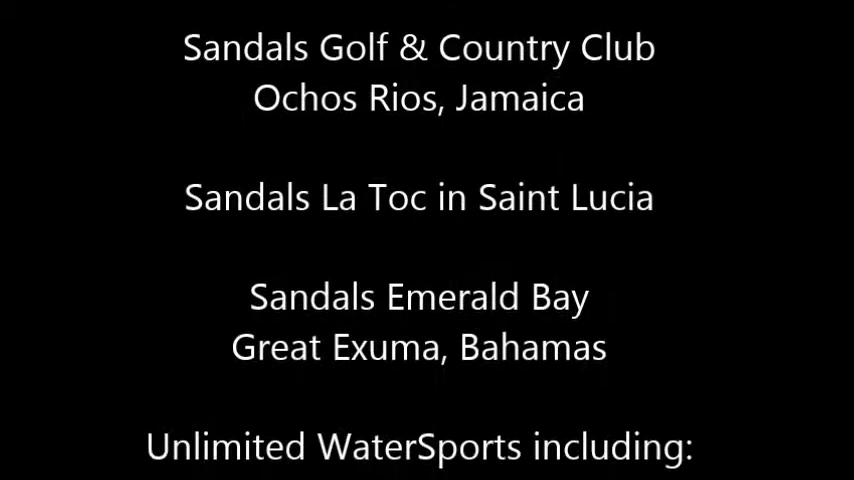 Sandals Golf & Country Club
Ochos Rios, Jamaica
Sandals La Toc in Saint Lucia
Sandals Emerald Bay
Great Exuma, Bahamas
Unlimited WaterSports including: